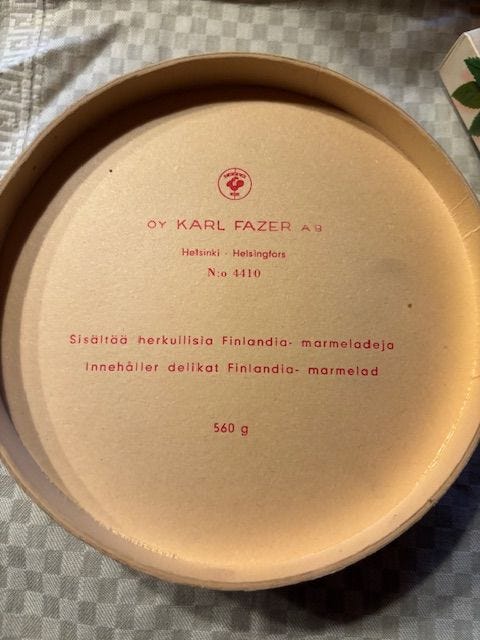 OY KARL FAZER AB
Helsinki - Helsingfors
N:o 4410
Sisältää herkullisia Finlandia- marmeladeja
Innehåller delikat Finlandia- marmelad
560 g